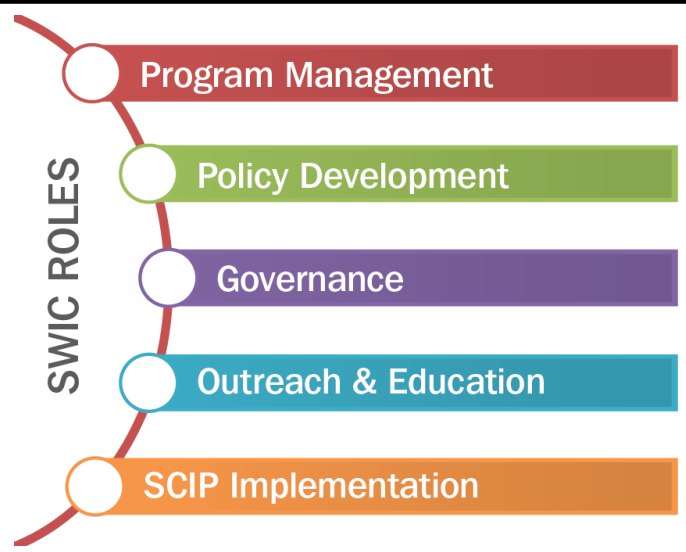 SWIC ROLES
Program Management
Policy Development
Governance
Outreach & Education
SCIP Implementation